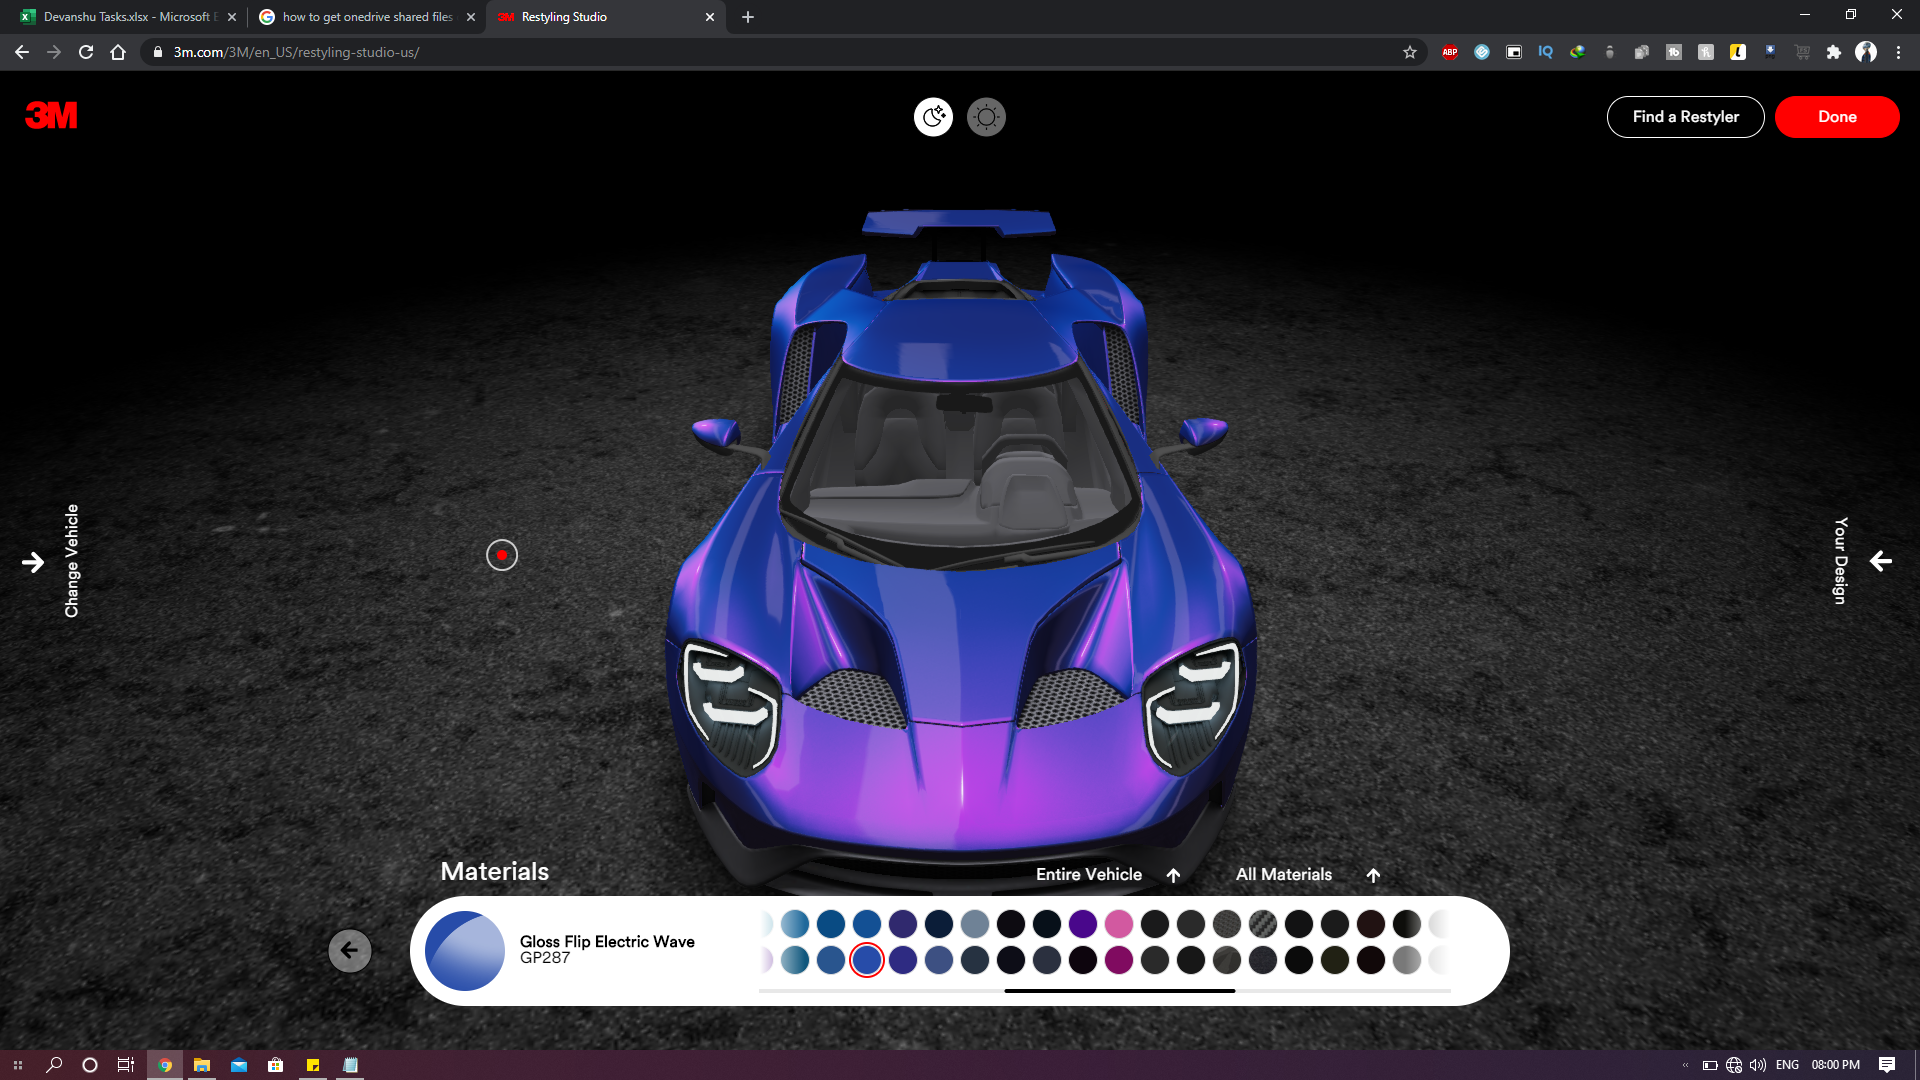 Devanshu Tasks.xlsx - Microsoft E
how to get onedrive shared files
3M Restyling Studio
3m.com/3M/en_US/restyling-studio-us/
ABP
IQ
3M
Find a Restyler
Done
Change Vehicle
Your Design
Materials
Entire Vehicle
All Materials
Gloss Flip Electric Wave
GP287
ENG
08:00 PM